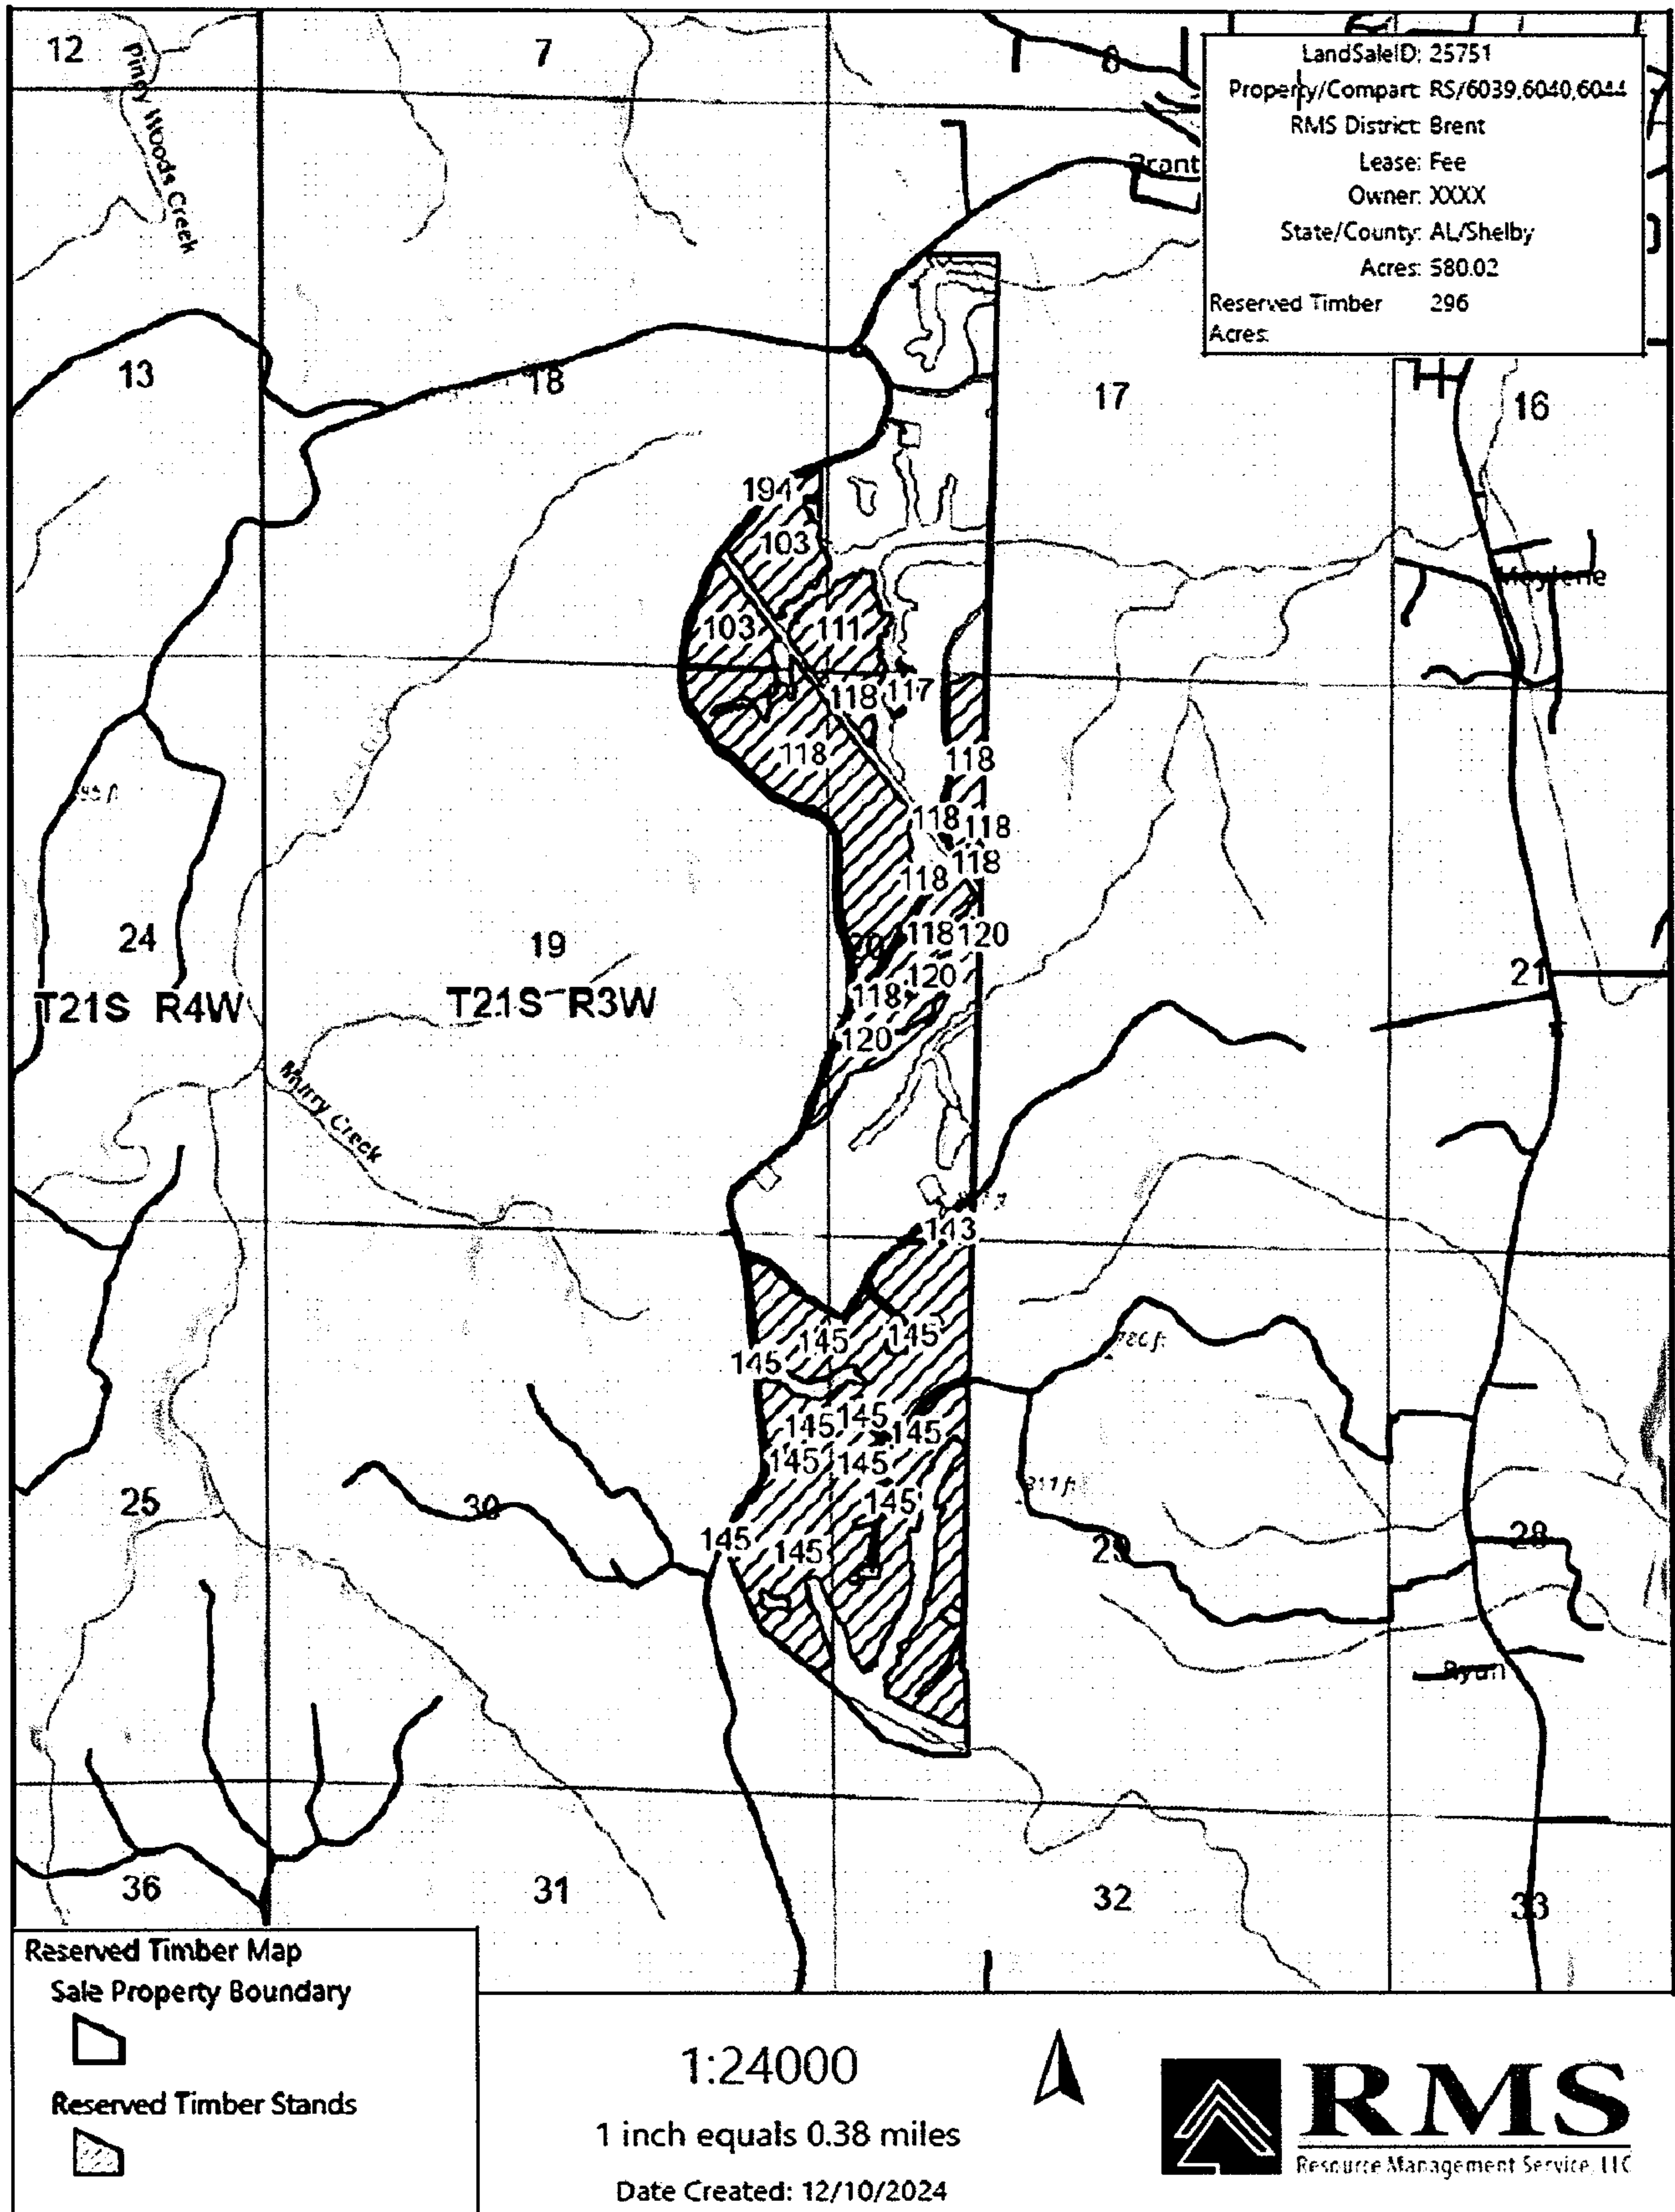 12
7
6
Piney Woods Creek
LandSaleID: 25751
Property/Compart: RS/6039,6040,6044
RMS District: Brent
Lease: Fee
Owner: XXXX
State/County: AL/Shelby
Acres: 580.02
Reserved Timber 296
Acres:
13
18
17
16
194
103
103
111
118
117
118
118
118
118
118
118
118
120
120
118
120
24
19
20
21
T21S R4W
T21S R3W
Murry Creek
143
145
145
145
145
145
145
145
145
145
145
145
25
30
29
28
Ryan
36
31
32
33
Reserved Timber Map
Sale Property Boundary
Reserved Timber Stands
1:24000
1 inch equals 0.38 miles
Date Created: 12/10/2024
RMS
Resource Management Service, LLC